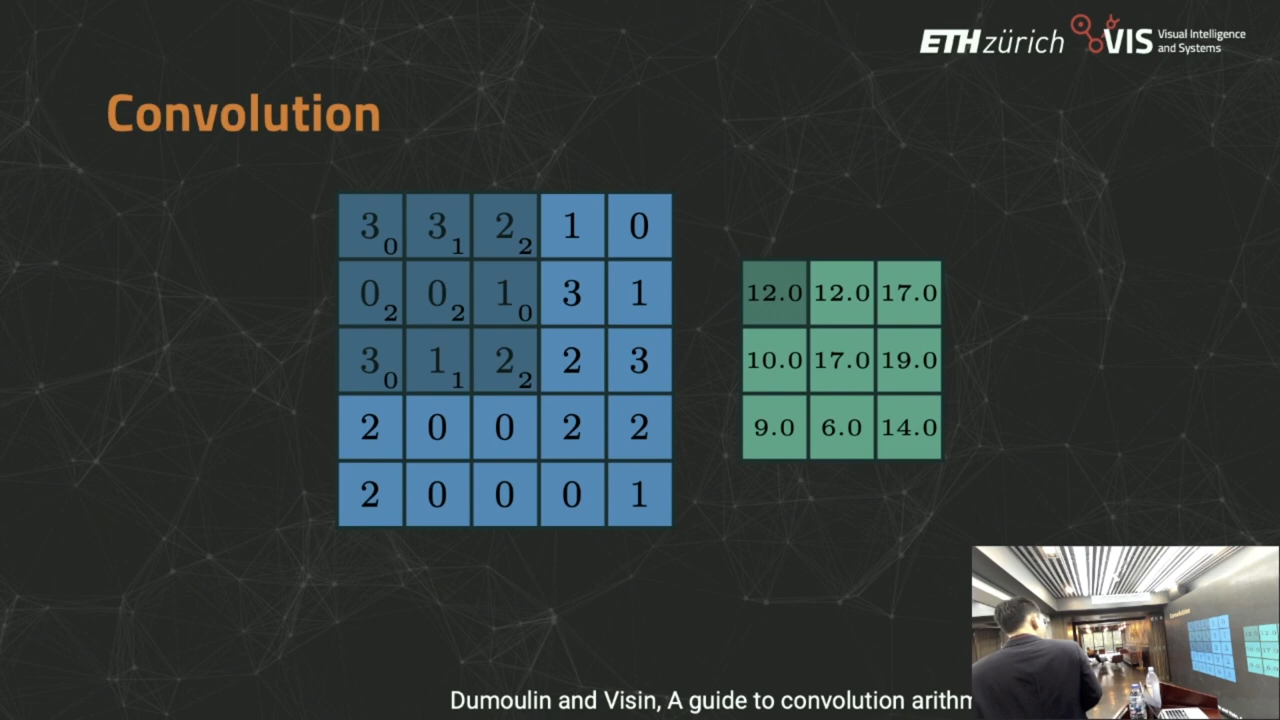 ETH zürich VIS Visual Intelligence
and Systems
Convolution
3 0 3 1 2 2 1 0
0 2 0 2 1 0 3 1
3 0 1 1 2 2 2 3
2 0 0 2 2
2 0 0 0 1
12.0 12.0 17.0
10.0 17.0 19.0
9.0 6.0 14.0
Dumoulin and Visin, A guide to convolution arithm